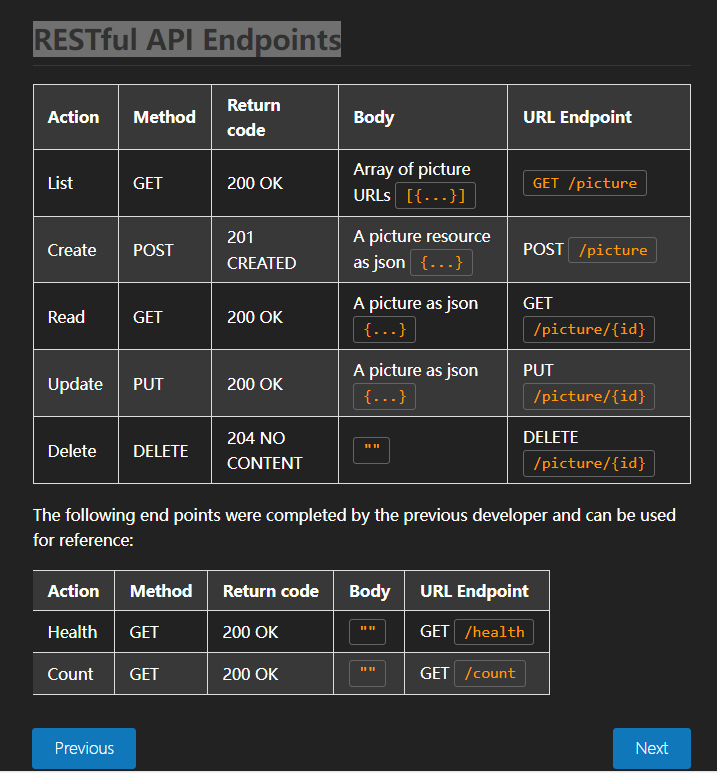 RESTful API Endpoints
Action Method Return code Body URL Endpoint
List GET 200 OK Array of picture URLs [{...}] GET /picture
Create POST 201 CREATED A picture resource as json {...} POST /picture
Read GET 200 OK A picture as json {...} GET /picture/{id}
Update PUT 200 OK A picture as json {...} PUT /picture/{id}
Delete DELETE 204 NO CONTENT "" DELETE /picture/{id}
The following end points were completed by the previous developer and can be used
for reference:
Action Method Return code Body URL Endpoint
Health GET 200 OK "" GET /health
Count GET 200 OK "" GET /count
Previous Next